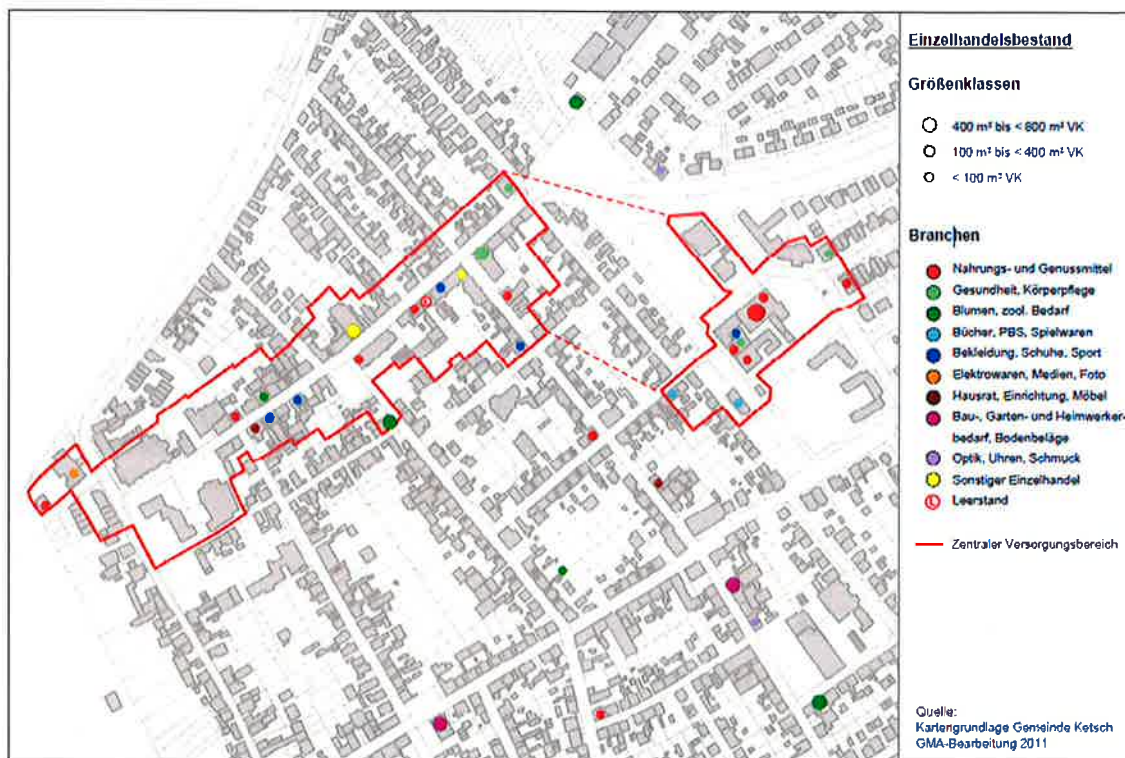 Einzelhandelsbestand
Größenklassen
400 m² bis < 800 m² VK
100 m² bis < 400 m² VK
< 100 m² VK
Branchen
Nahrungs- und Genussmittel
Gesundheit, Körperpflege
Blumen, zool. Bedarf
Bücher, PBS, Spielwaren
Bekleidung, Schuhe, Sport
Elektrowaren, Medien, Foto
Hausrat, Einrichtung, Möbel
Bau-, Garten- und Heimwerker-
bedarf, Bodenbeläge
Optik, Uhren, Schmuck
Sonstiger Einzelhandel
L Leerstand
Zentraler Versorgungsbereich
L
Quelle:
Kartengrundlage Gemeinde Ketsch
GMA-Bearbeitung 2011